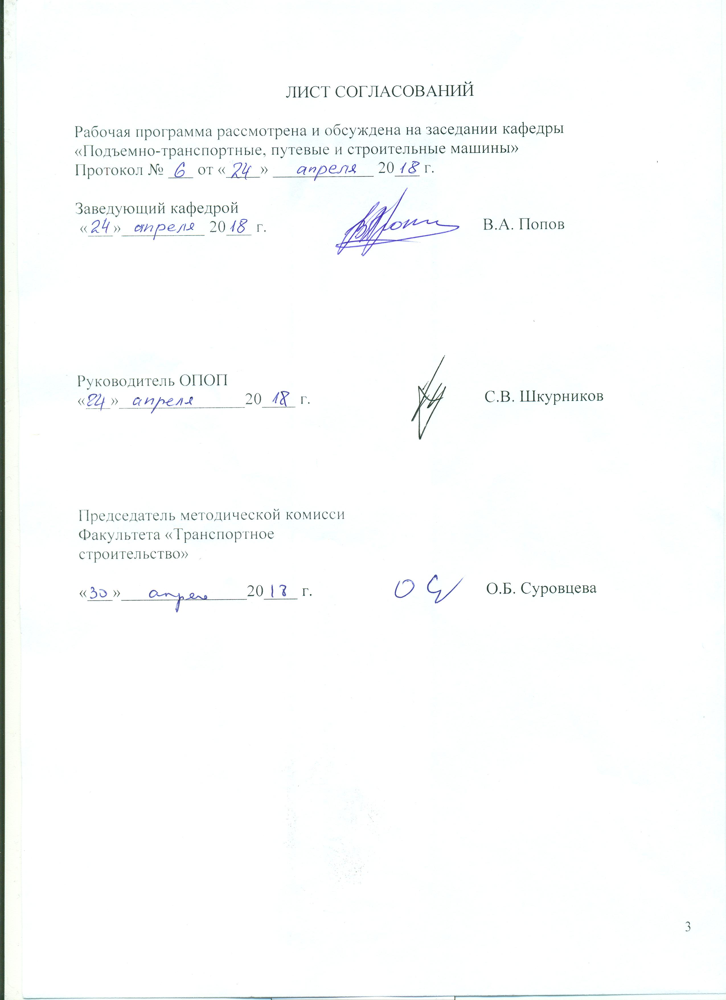 ЛИСТ СОГЛАСОВАНИЙ
Рабочая программа рассмотрена и обсуждена на заседании кафедры
«Подъемно-транспортные, путевые и строительные машины»
Протокол № 6 от «24» апреля 2018 г.
Заведующий кафедрой
«24» апреля 2018 г. В.А. Попов
Руководитель ОПОП
«24» апреля 2018 г. С.В. Шкурников
Председатель методической комисси
Факультета «Транспортное
строительство»
«30» апреля 2018 г. О.Б. Суровцева
3